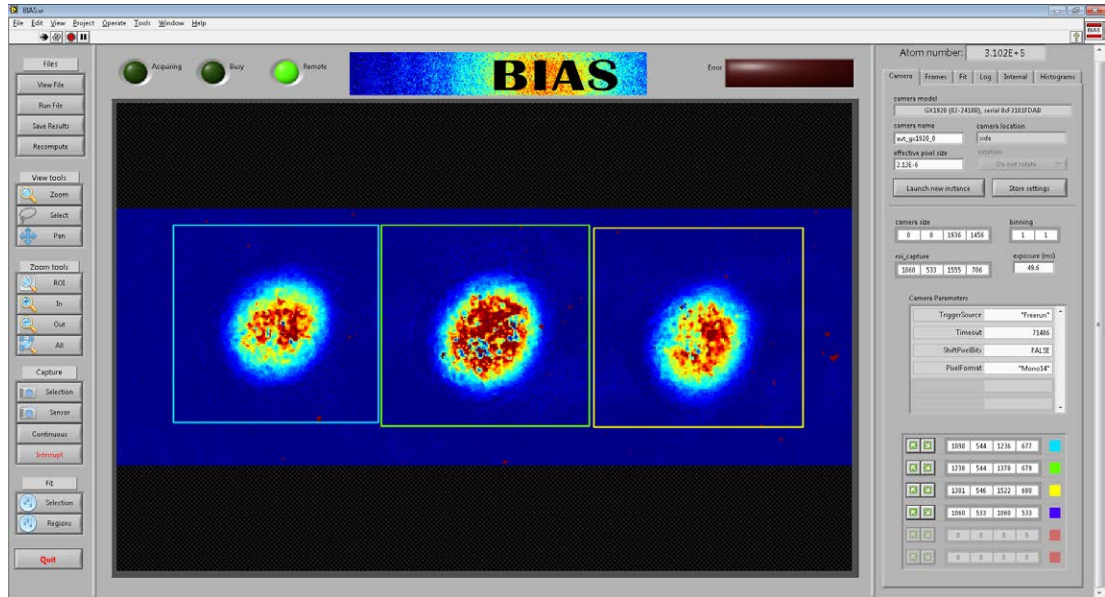 BIAS.vi
File Edit View Project Operate Tools Window Help
BIAS
Files
View File
Run File
Save Results
Recompute
View tools
Zoom
Select
Pan
Zoom tools
ROI
In
Out
All
Capture
Selection
Sensor
Continuous
Interrupt
Fit
Selection
Regions
Quit
Acquiring
Busy
Remote
BIAS
Error
Atom number: 3.102E+5
Camera Frames Fit Log Internal Histograms
camera model
camera name camera location
side
effective pixel size rotation
2.13E-6 Do not rotate
Launch new instance Store settings
camera size binning
0 0 1936 1456 1 1
roi_capture exposure (ms)
1060 533 1555 706 49.6
Camera Parameters
TriggerSource "Freerun"
Timeout 71486
ShiftPixelBits FALSE
PixelFormat "Mono14"
1098 544 1236 677
1238 544 1378 679
1381 546 1522 680
1060 533 1060 533
0 0 0 0
0 0 0 0